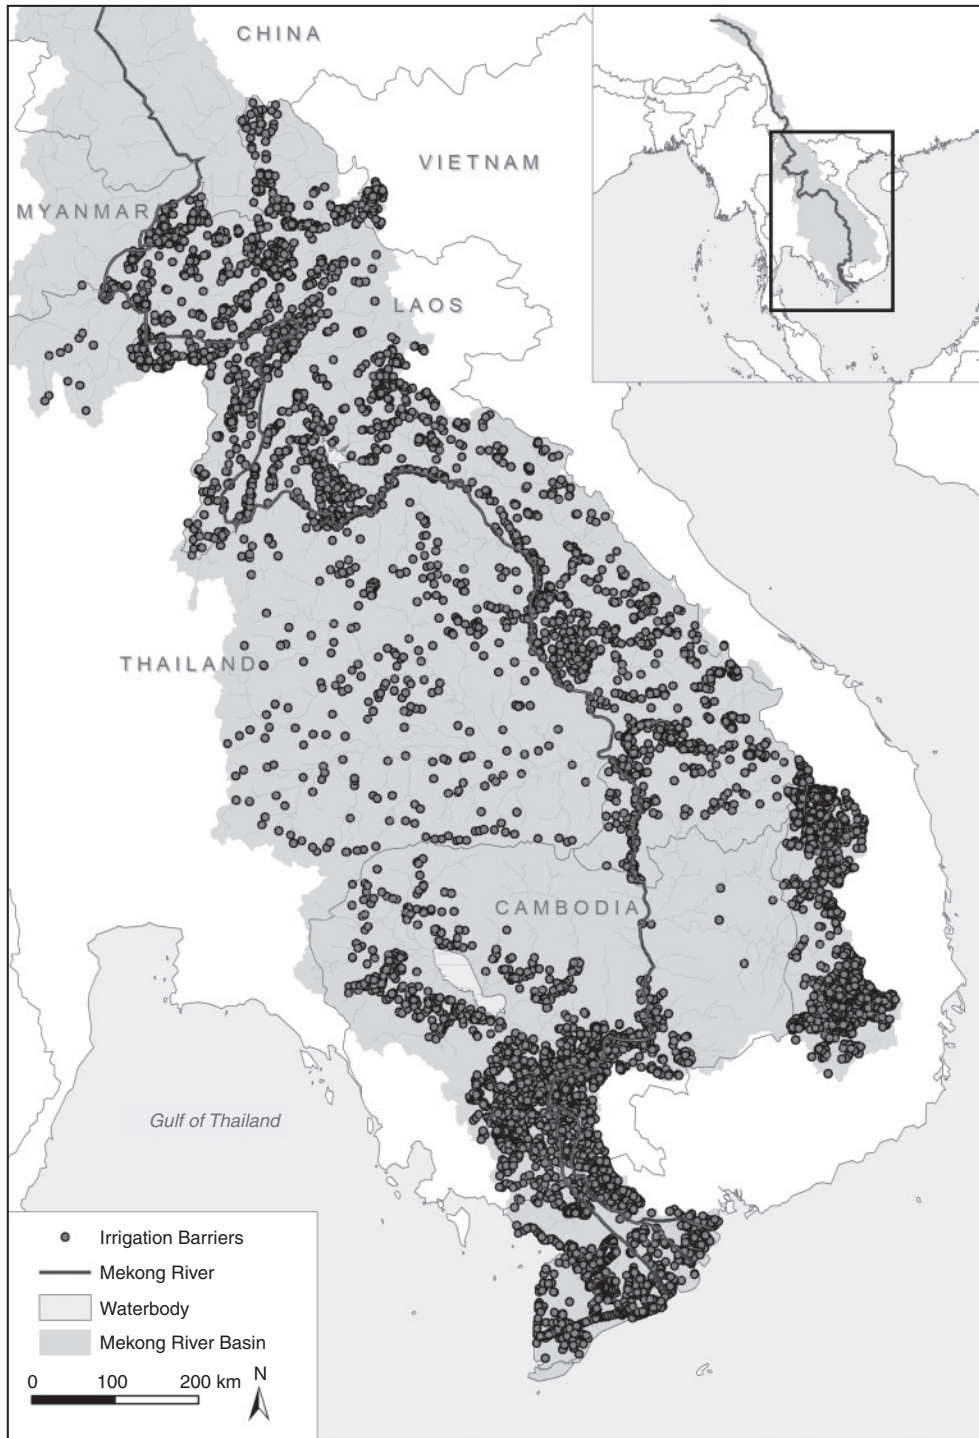 CHINA
VIETNAM
MYANMAR
LAOS
THAILAND
CAMBODIA
Gulf of Thailand
Irrigation Barriers
Mekong River
Waterbody
Mekong River Basin
0 100 200 km
N